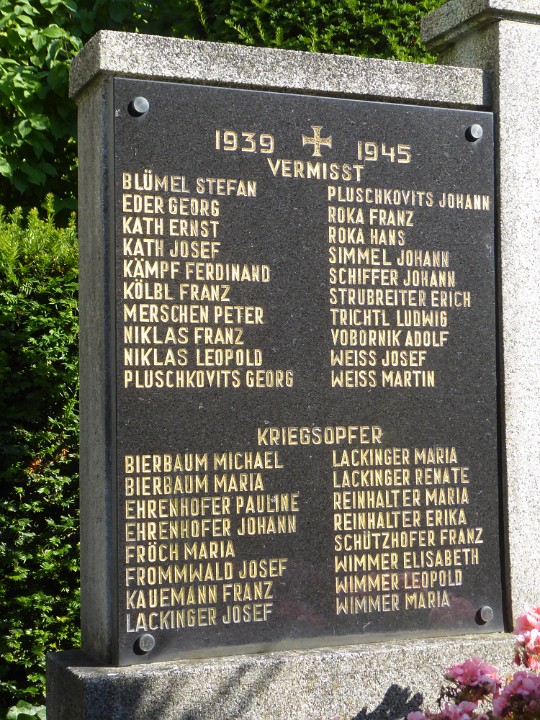 1939 1945
VERMISST
BLÜMEL STEFAN
EDER GEORG
KATH ERNST
KATH JOSEF
KÄMPF FERDINAND
KÖLBL FRANZ
MERSCHEN PETER
NIKLAS FRANZ
NIKLAS LEOPOLD
PLUSCHKOVITS GEORG
PLUSCHKOVITS JOHANN
ROKA FRANZ
ROKA HANS
SIMMEL JOHANN
SCHIFFER JOHANN
STRUBREITER ERICH
TRICHTL LUDWIG
VOBORNIK ADOLF
WEISS JOSEF
WEISS MARTIN
KRIEGSOPFER
BIERBAUM MICHAEL
BIERBAUM MARIA
EHRENHOFER PAULINE
EHRENHOFER JOHANN
FRÖCH MARIA
FROMMWALD JOSEF
KAUEMANN FRANZ
LACKINGER JOSEF
LACKINGER MARIA
LACKINGER RENATE
REINHALTER MARIA
REINHALTER ERIKA
SCHÜTZHOFER FRANZ
WIMMER ELISABETH
WIMMER LEOPOLD
WIMMER MARIA